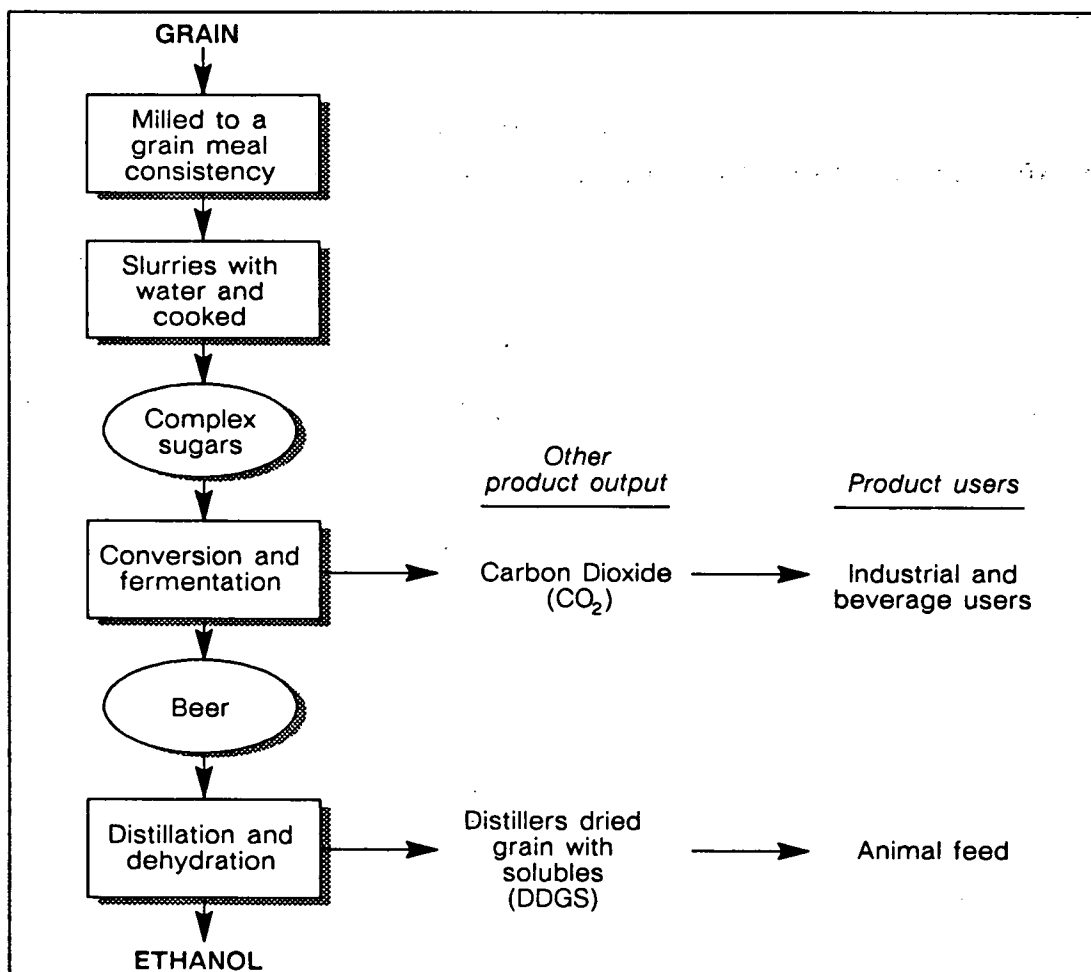 GRAIN
Milled to a
grain meal
consistency
Slurries with
water and
cooked
Complex
sugars
Other
product output
Product users
Conversion and
fermentation
Carbon Dioxide
(CO₂)
Industrial and
beverage users
Beer
Distillation and
dehydration
Distillers dried
grain with
solubles
(DDGS)
Animal feed
ETHANOL